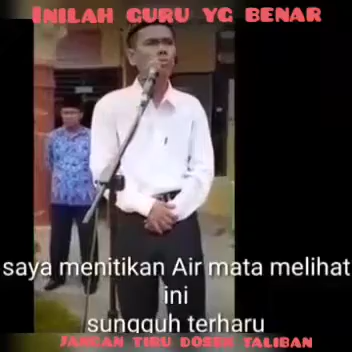 INILAH GURU YG BENAR
saya menitikan Air mata melihat
ini
sungguh terharu
JANGAN TIRU DOSEN TALIBAN